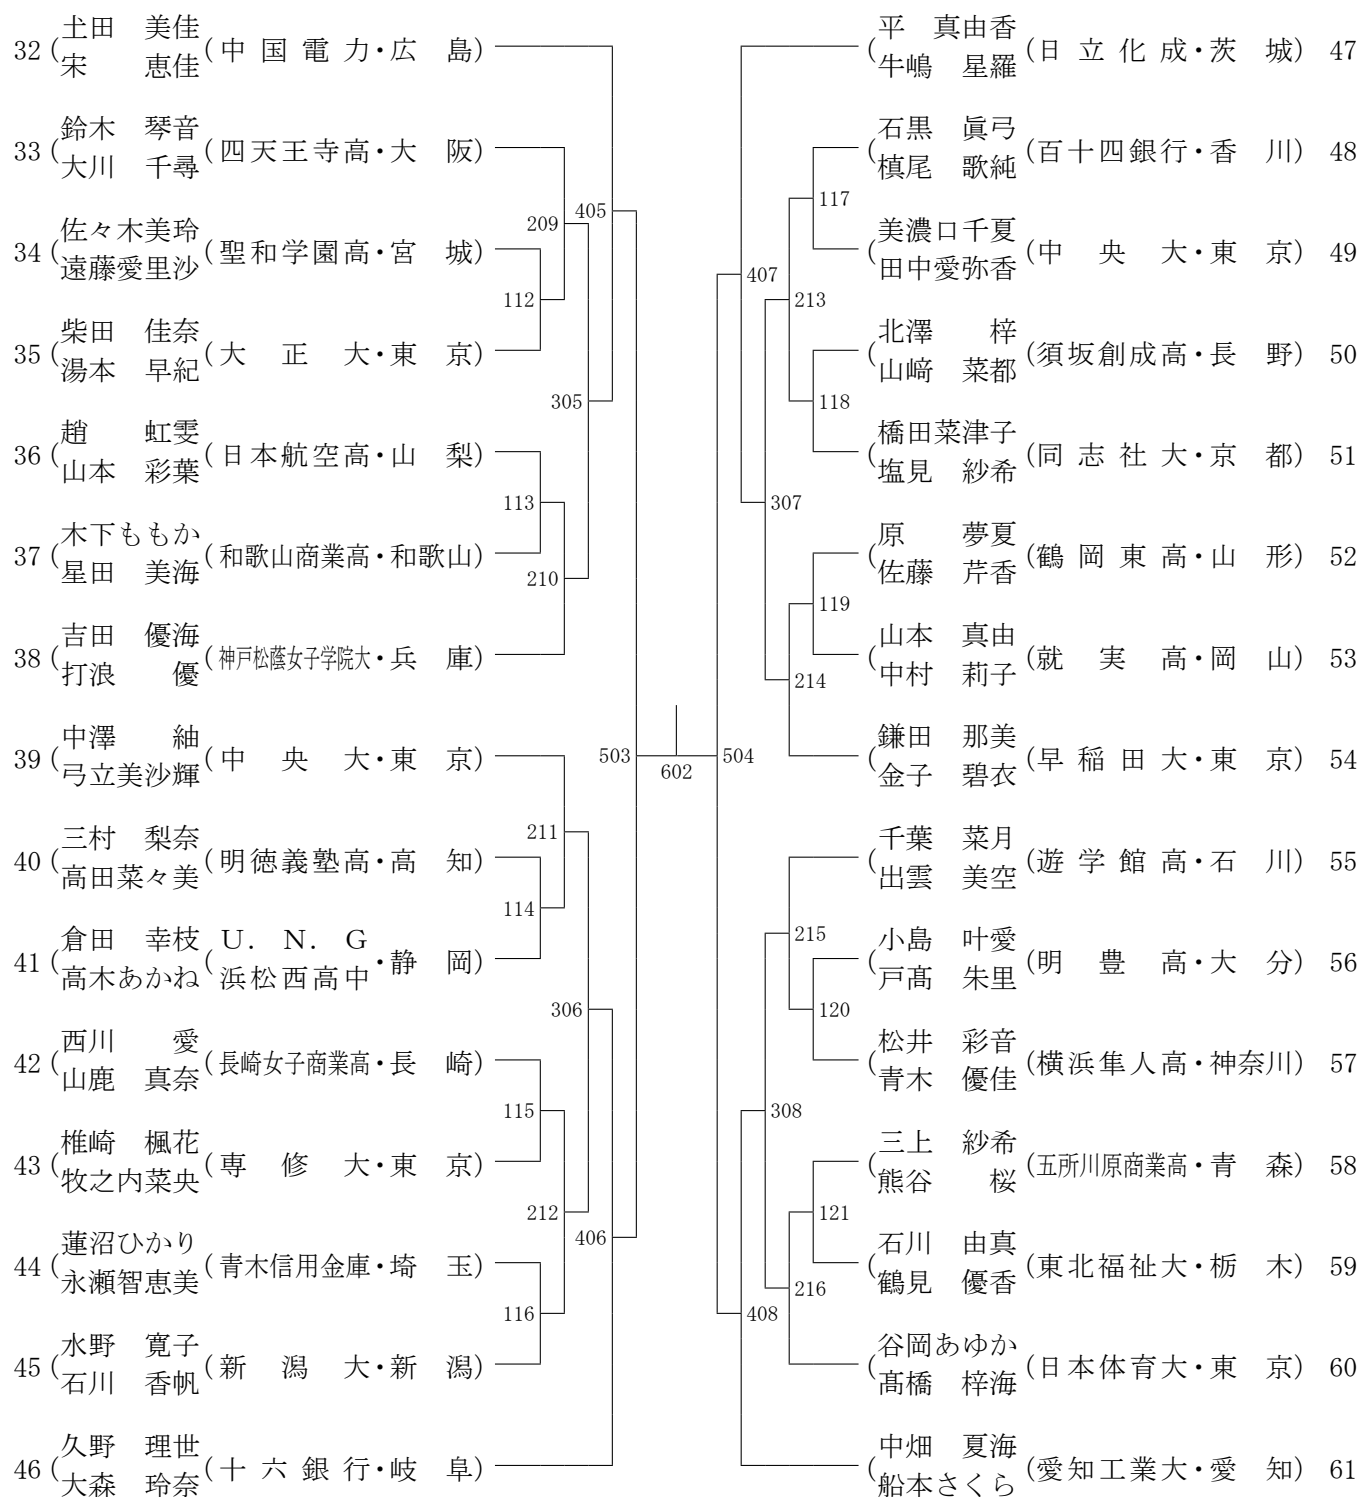 32 (土田 美佳 宋 恵佳 (中国電力・広島)
33 (鈴木 琴音 大川 千尋 (四天王寺高・大阪)
34 (佐々木美玲 遠藤愛里沙 (聖和学園高・宮城)
35 (柴田 佳奈 湯本 早紀 (大正大・東京)
36 (趙 虹雯 山本 彩葉 (日本航空高・山梨)
37 (木下ももか 星田 美海 (和歌山商業高・和歌山)
38 (吉田 優海 打浪 優 (神戸松蔭女子学院大・兵庫)
39 (中澤 紬 弓立美沙輝 (中央大・東京)
40 (三村 梨奈 高田菜々美 (明徳義塾高・高知)
41 (倉田 幸枝 高木あかね (U. N. G 浜松西高中・静岡)
42 (西川 愛 山鹿 真奈 (長崎女子商業高・長崎)
43 (椎崎 楓花 牧之内菜央 (専修大・東京)
44 (蓮沼ひかり 永瀬智恵美 (青木信用金庫・埼玉)
45 (水野 寛子 石川 香帆 (新潟大・新潟)
46 (久野 理世 大森 玲奈 (十六銀行・岐阜)
112
113
114
115
116
209
210
211
212
305
306
405
406
503
602
504
407
408
307
308
213
214
215
216
117
118
119
120
121
(平 真由香 牛嶋 星羅 (日立化成・茨城) 47
(石黒 眞弓 槙尾 歌純 (百十四銀行・香川) 48
(美濃口千夏 田中愛弥香 (中央大・東京) 49
(北澤 梓 山﨑 菜都 (須坂創成高・長野) 50
(橋田菜津子 塩見 紗希 (同志社大・京都) 51
(原 夢夏 佐藤 芹香 (鶴岡東高・山形) 52
(山本 真由 中村 莉子 (就実高・岡山) 53
(鎌田 那美 金子 碧衣 (早稲田大・東京) 54
(千葉 菜月 出雲 美空 (遊学館高・石川) 55
(小島 叶愛 戸髙 朱里 (明豊高・大分) 56
(松井 彩音 青木 優佳 (横浜隼人高・神奈川) 57
(三上 紗希 熊谷 桜 (五所川原商業高・青森) 58
(石川 由真 鶴見 優香 (東北福祉大・栃木) 59
(谷岡あゆか 髙橋 梓海 (日本体育大・東京) 60
(中畑 夏海 船本さくら (愛知工業大・愛知) 61